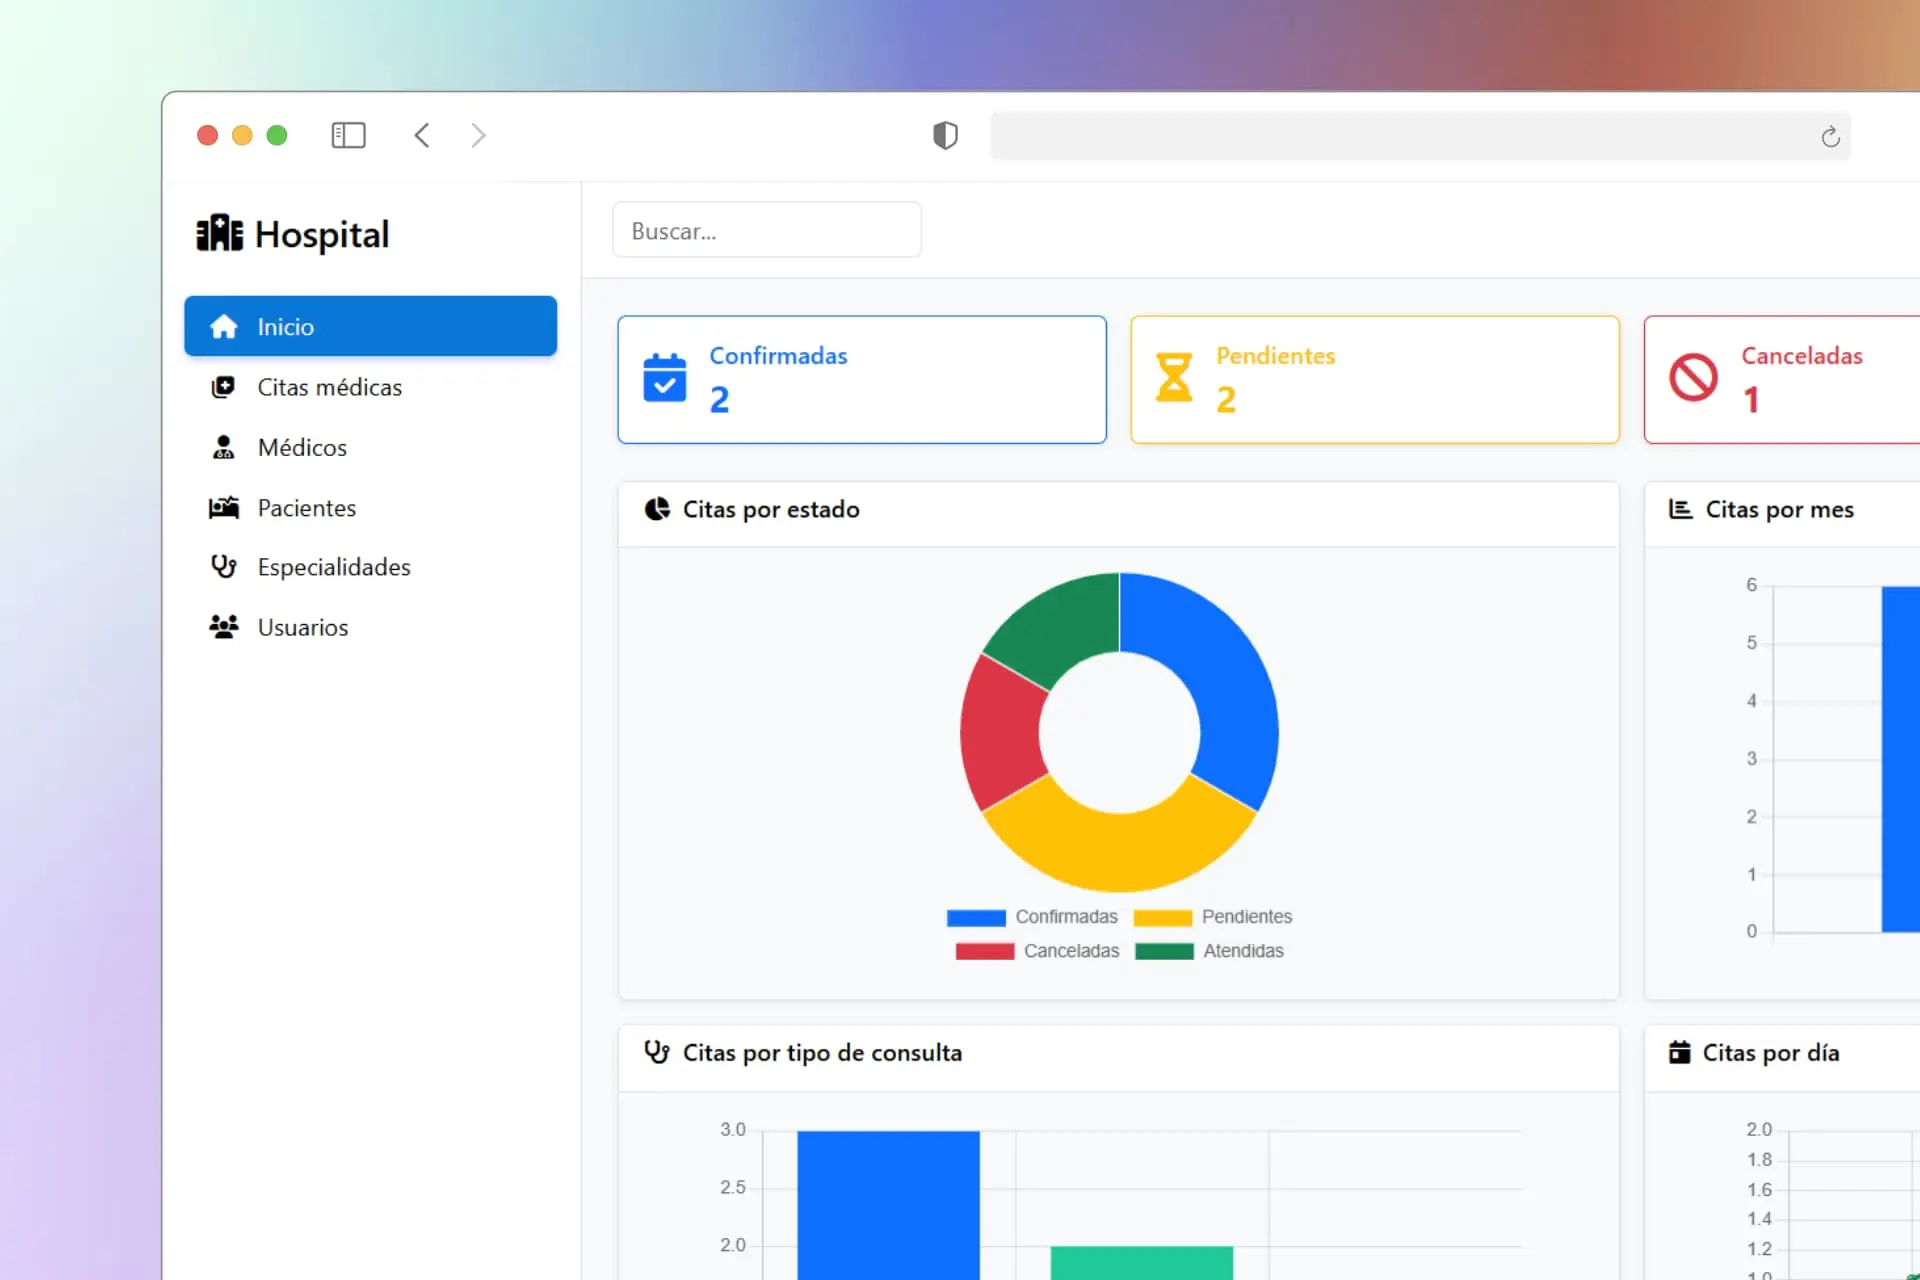 Hospital
Buscar...
Inicio
Citas médicas
Médicos
Pacientes
Especialidades
Usuarios
Confirmadas
2
Pendientes
2
Canceladas
1
Citas por estado
Confirmadas
Pendientes
Canceladas
Atendidas
Citas por mes
6
5
4
3
2
1
0
Citas por tipo de consulta
3.0
2.5
2.0
Citas por día
2.0
1.8
1.6
1.4
1.2
1.0